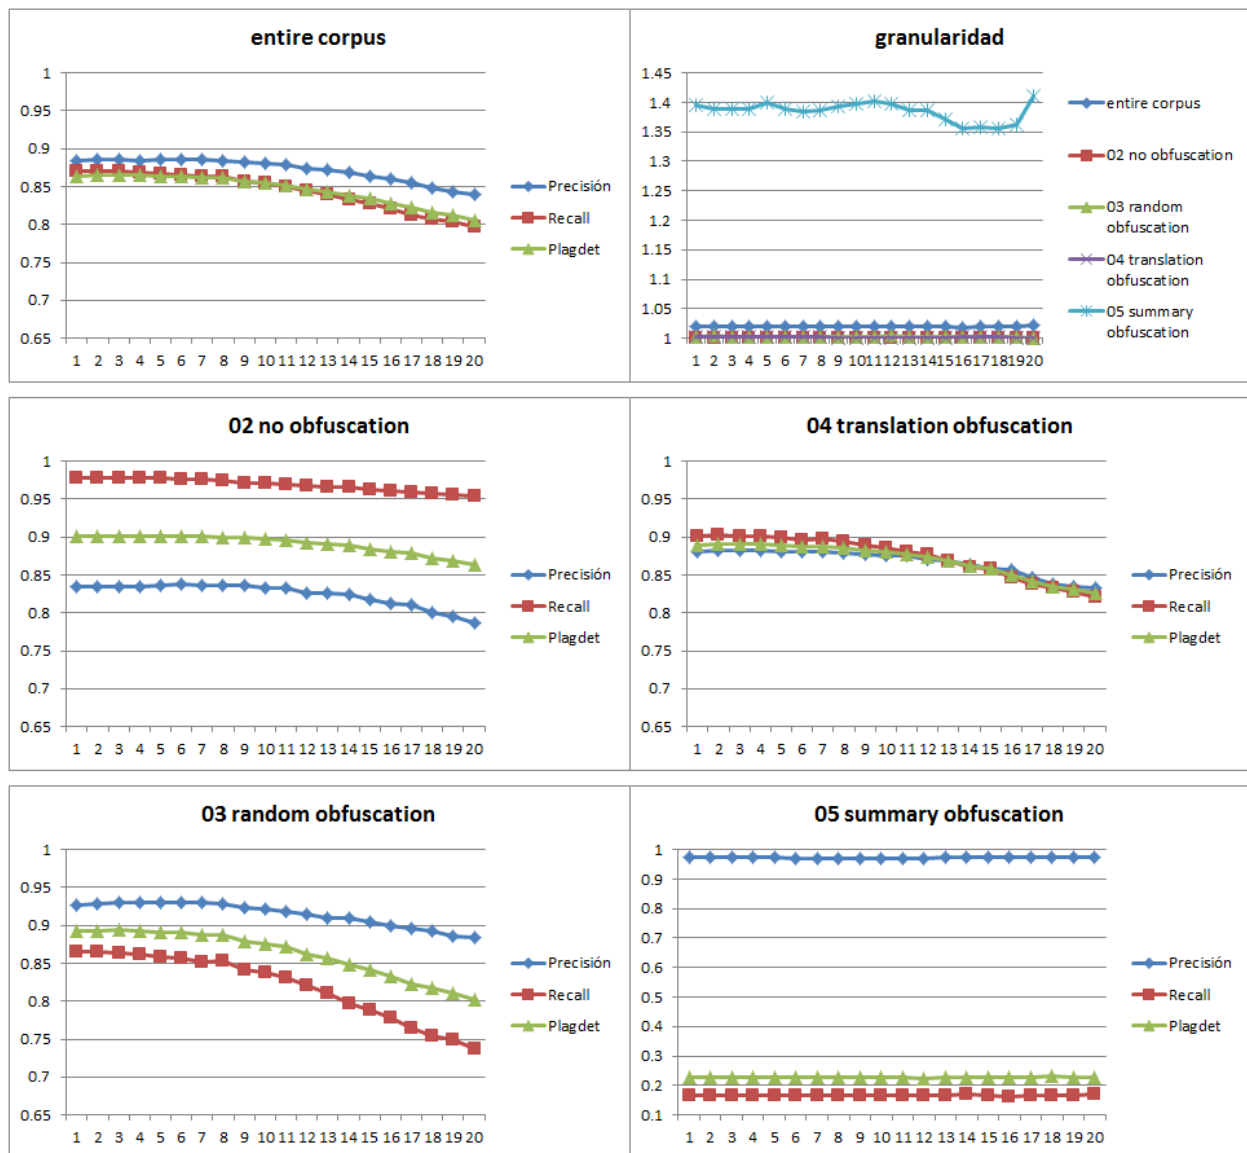 entire corpus
1
0.95
0.9
0.85
0.8
0.75
0.7
0.65
1 2 3 4 5 6 7 8 9 10 11 12 13 14 15 16 17 18 19 20
Precisión
Recall
Plagdet
granularidad
1.45
1.4
1.35
1.3
1.25
1.2
1.15
1.1
1.05
1
1 2 3 4 5 6 7 8 9 10 11 12 13 14 15 16 17 18 19 20
entire corpus
02 no obfuscation
03 random
obfuscation
04 translation
obfuscation
05 summary
obfuscation
02 no obfuscation
1
0.95
0.9
0.85
0.8
0.75
0.7
0.65
1 2 3 4 5 6 7 8 9 10 11 12 13 14 15 16 17 18 19 20
Precisión
Recall
Plagdet
04 translation obfuscation
1
0.95
0.9
0.85
0.8
0.75
0.7
0.65
1 2 3 4 5 6 7 8 9 10 11 12 13 14 15 16 17 18 19 20
Precisión
Recall
Plagdet
03 random obfuscation
1
0.95
0.9
0.85
0.8
0.75
0.7
0.65
1 2 3 4 5 6 7 8 9 10 11 12 13 14 15 16 17 18 19 20
Precisión
Recall
Plagdet
05 summary obfuscation
1
0.9
0.8
0.7
0.6
0.5
0.4
0.3
0.2
0.1
1 2 3 4 5 6 7 8 9 10 11 12 13 14 15 16 17 18 19 20
Precisión
Recall
Plagdet